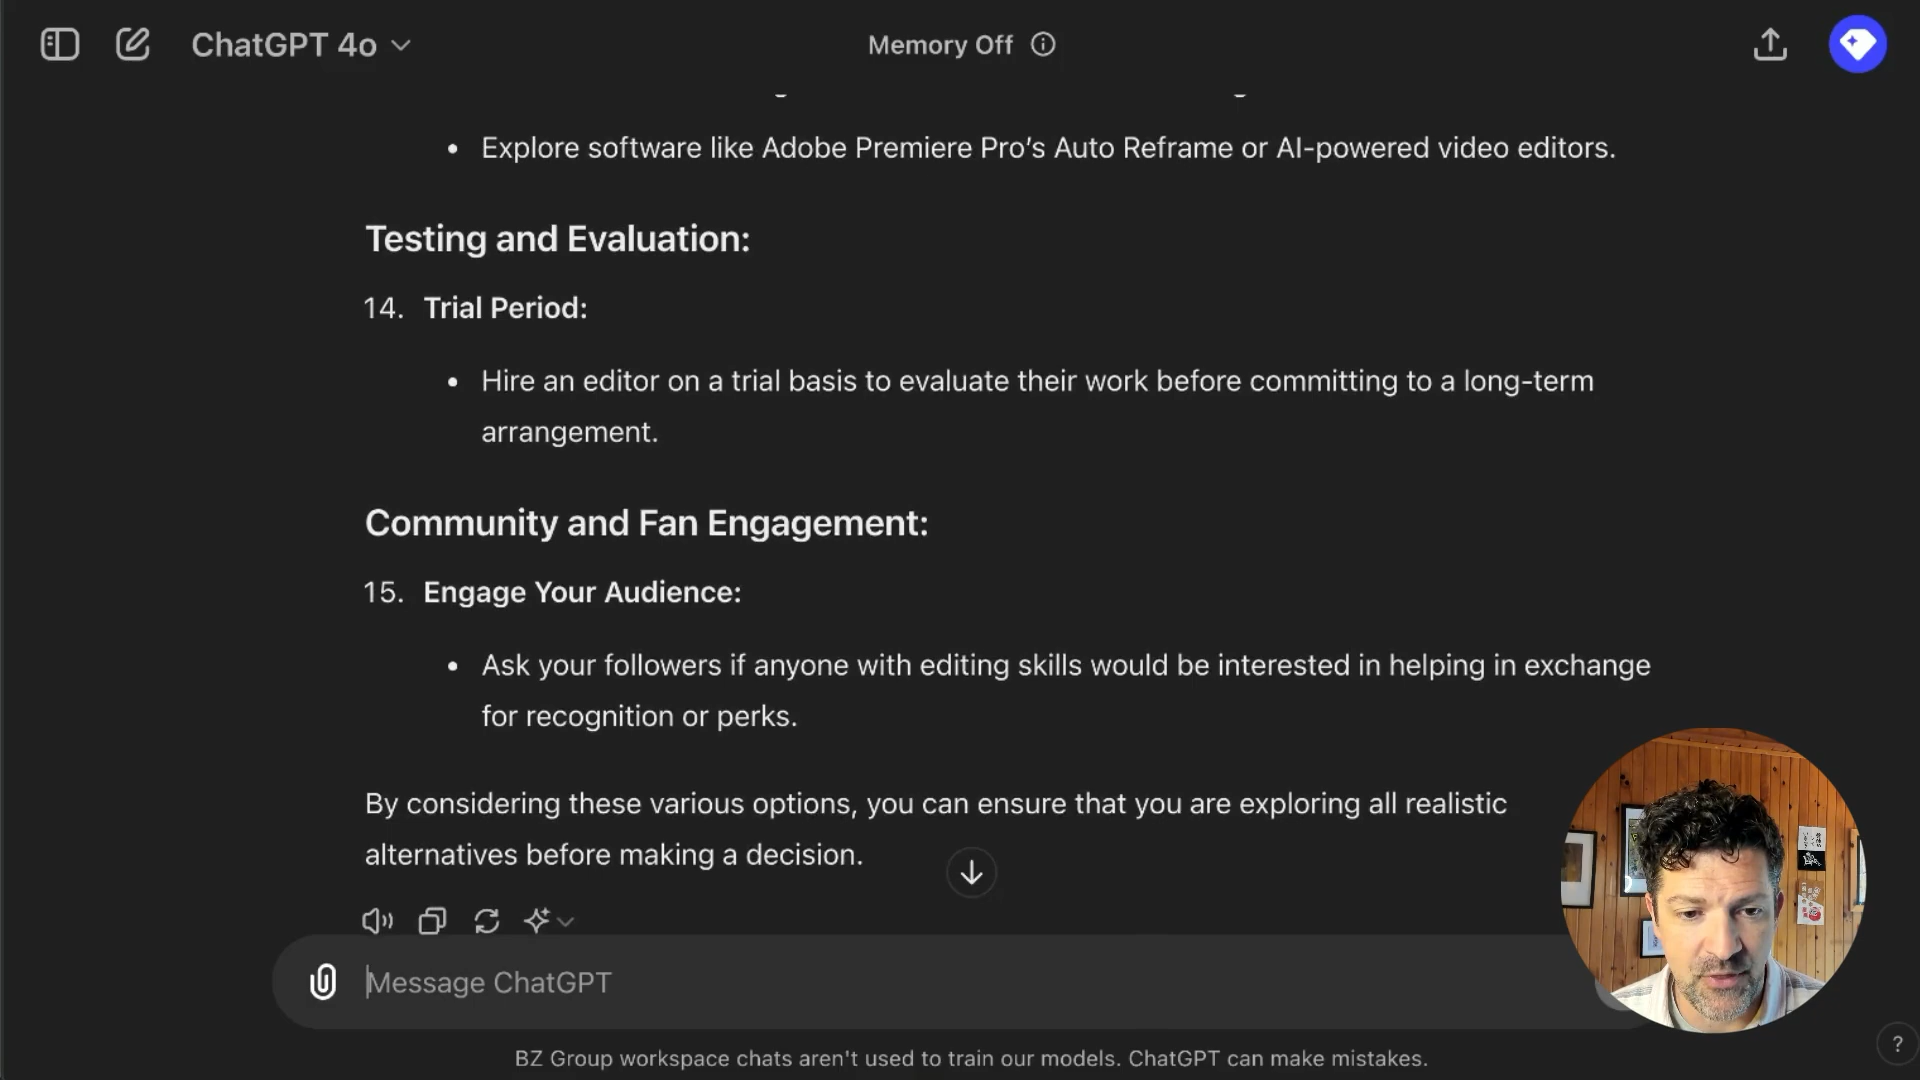 ChatGPT 4o
Memory Off
• Explore software like Adobe Premiere Pro’s Auto Reframe or AI-powered video editors.
Testing and Evaluation:
14. Trial Period:
• Hire an editor on a trial basis to evaluate their work before committing to a long-term
arrangement.
Community and Fan Engagement:
15. Engage Your Audience:
• Ask your followers if anyone with editing skills would be interested in helping in exchange
for recognition or perks.
By considering these various options, you can ensure that you are exploring all realistic
alternatives before making a decision.
Message ChatGPT
BZ Group workspace chats aren't used to train our models. ChatGPT can make mistakes.
?